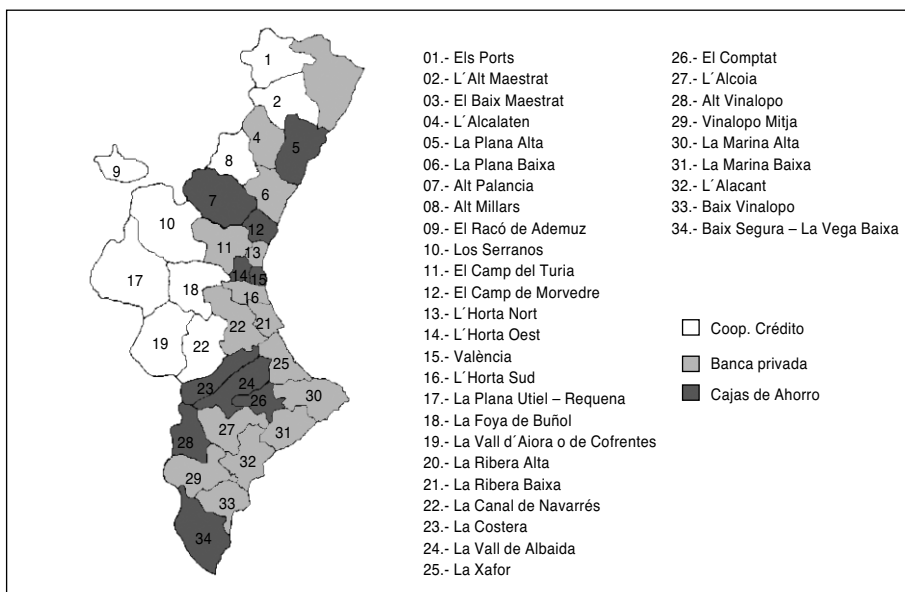 01.- Els Ports
02.- L´Alt Maestrat
03.- El Baix Maestrat
04.- L´Alcalaten
05.- La Plana Alta
06.- La Plana Baixa
07.- Alt Palancia
08.- Alt Millars
09.- El Racó de Ademuz
10.- Los Serranos
11.- El Camp del Turia
12.- El Camp de Morvedre
13.- L´Horta Nort
14.- L´Horta Oest
15.- València
16.- L´Horta Sud
17.- La Plana Utiel – Requena
18.- La Foya de Buñol
19.- La Vall d´Aiora o de Cofrentes
20.- La Ribera Alta
21.- La Ribera Baixa
22.- La Canal de Navarrés
23.- La Costera
24.- La Vall de Albaida
25.- La Xafor
26.- El Comptat
27.- L´Alcoia
28.- Alt Vinalopo
29.- Vinalopo Mitja
30.- La Marina Alta
31.- La Marina Baixa
32.- L´Alacant
33.- Baix Vinalopo
34.- Baix Segura – La Vega Baixa
Coop. Crédito
Banca privada
Cajas de Ahorro
1
2
4
5
8
9
7
6
10
12
11
13
17
14
15
18
16
22
21
19
22
25
23
24
26
30
27
31
28
32
29
33
34